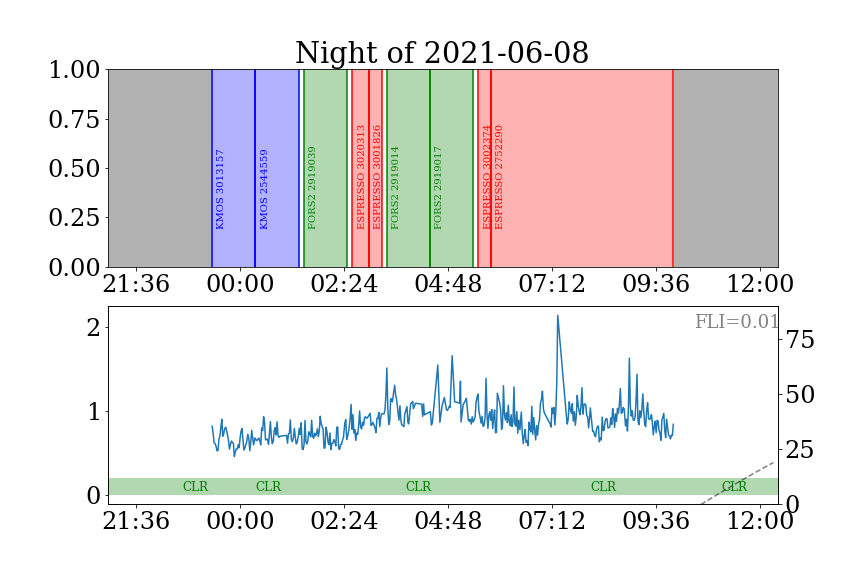 Night of 2021-06-08
1.00
0.75
0.50
0.25
0.00
KMOS 3013157
KMOS 2544559
FORS2 2919039
ESPRESSO 3020313
ESPRESSO 3001826
FORS2 2919014
FORS2 2919017
ESPRESSO 3002374
ESPRESSO 2752290
21:36 00:00 02:24 04:48 07:12 09:36 12:00
FLI=0.01
2
1
0
75
50
25
0
CLR CLR CLR CLR CLR
21:36 00:00 02:24 04:48 07:12 09:36 12:00